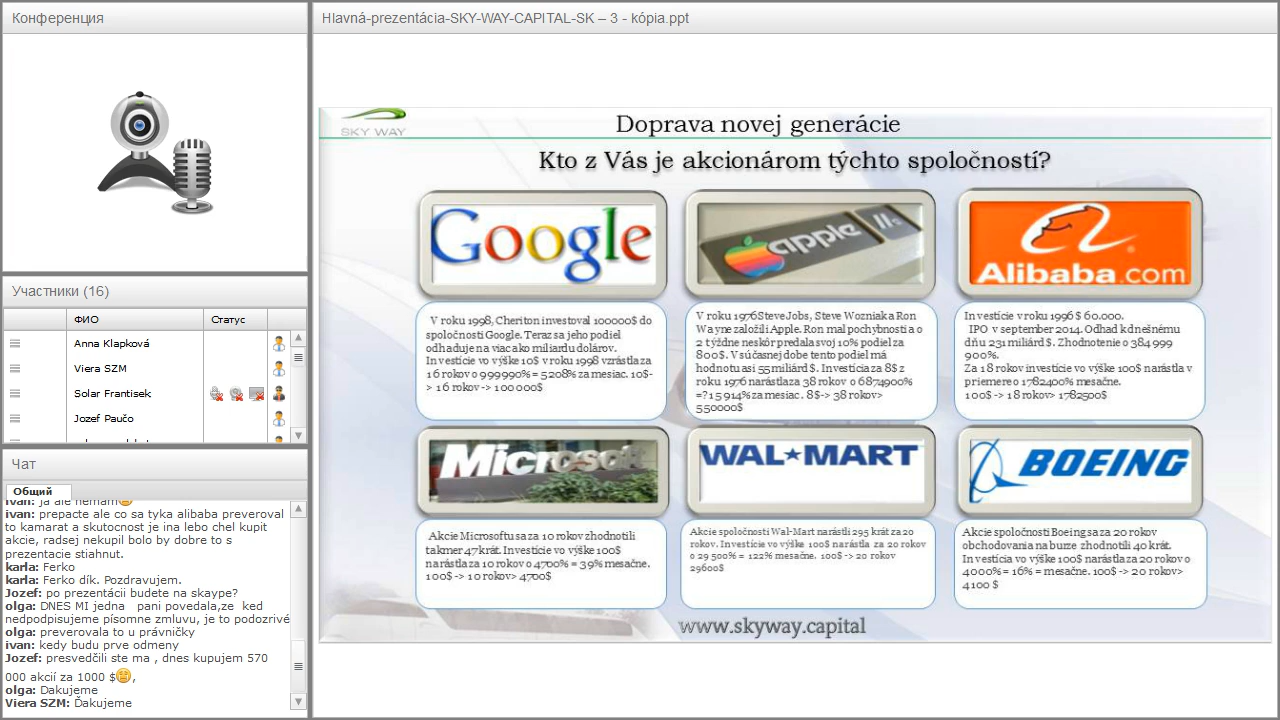 Конференция
Участники (16)
ФИО
Статус
Anna Klapková
Viera SZM
Solar Frantisek
Jozef Paučo
Чат
Общий
ivan: ja ale nemam
ivan: prepacte ale co sa tyka alibaba preveroval
to kamarat a skutocnost je ina lebo chel kupit
akcie, radsej nekupil bolo by dobre to s
prezentácie stiahnut.
karla: Ferko
karla: Ferko dík. Pozdravujem.
Jozef: po prezentácii budete na skaype?
olga: DNES MI jedna pani povedala,ze ked
nedpodpisujeme písomne zmluvu, je to podozrivé
olga: preverovala to u právničky
ivan: kedy budu prve odmeny
Jozef: presvedčili ste ma , dnes kupujem 570
000 akcií za 1000 $ ,
olga: Dakujeme
Viera SZM: Ďakujeme
Hlavná-prezentácia-SKY-WAY-CAPITAL-SK – 3 - kópia.ppt
SKY WAY
Doprava novej generácie
Kto z Vás je akcionárom týchto spoločností?
Google
V roku 1998, Cheriton investoval 100000$ do
spoločnosti Google. Teraz sa jeho podiel
odhaduje na viac ako miliardu dolárov.
Investície vo výške 10$ v roku 1998 vzrástla za
16 rokov o 999990% = 5208% za mesiac. 10$-
> 16 rokov -> 100000$
apple
V roku 1976 Steve Jobs, Steve Wozniak a Ron
Wayne založili Apple. Ron mal pochybnosti a o
2 týždne neskôr predala svoj 10% podiel za
800$. V súčasnej dobe tento podiel má
hodnotu asi 55 miliárd $. Investícia za 8$ z
roku 1976 narástla za 38 rokov o 6874900%
=?15 914% za mesiac. 8$-> 38 rokov>
550000$
Alibaba.com
Investície v roku 1996 $ 60.000.
IPO v september 2014. Odhad k dnešnému
dňu 231 miliárd $. Zhodnotenie o 384 999
900%.
Za 18 rokov investície vo výške 100$ narástla v
priemere o 1782400% mesačne.
100$ -> 18 rokov> 1782500$
Microsoft
Akcie Microsoftu sa za 10 rokov zhodnotili
takmer 47 krát. Investície vo výške 100$
narástla za 10 rokov o 4700% = 39% mesačne.
100$ -> 10 rokov> 4700$
WAL★MART
Akcie spoločnosti Wal-Mart narástli 295 krát za 20
rokov. Investície vo výške 100$ narástla za 20 rokov
o 29 500% = 122% mesačne. 100$ -> 20 rokov
29600$
BOEING
Akcie spoločnosti Boeing sa za 20 rokov
obchodovania na burze zhodnotili 40 krát.
Investícia vo výške 100$ narástla za 20 rokov o
4000% = 16% = mesačne. 100$ -> 20 rokov>
4100 $
www.skyway.capital